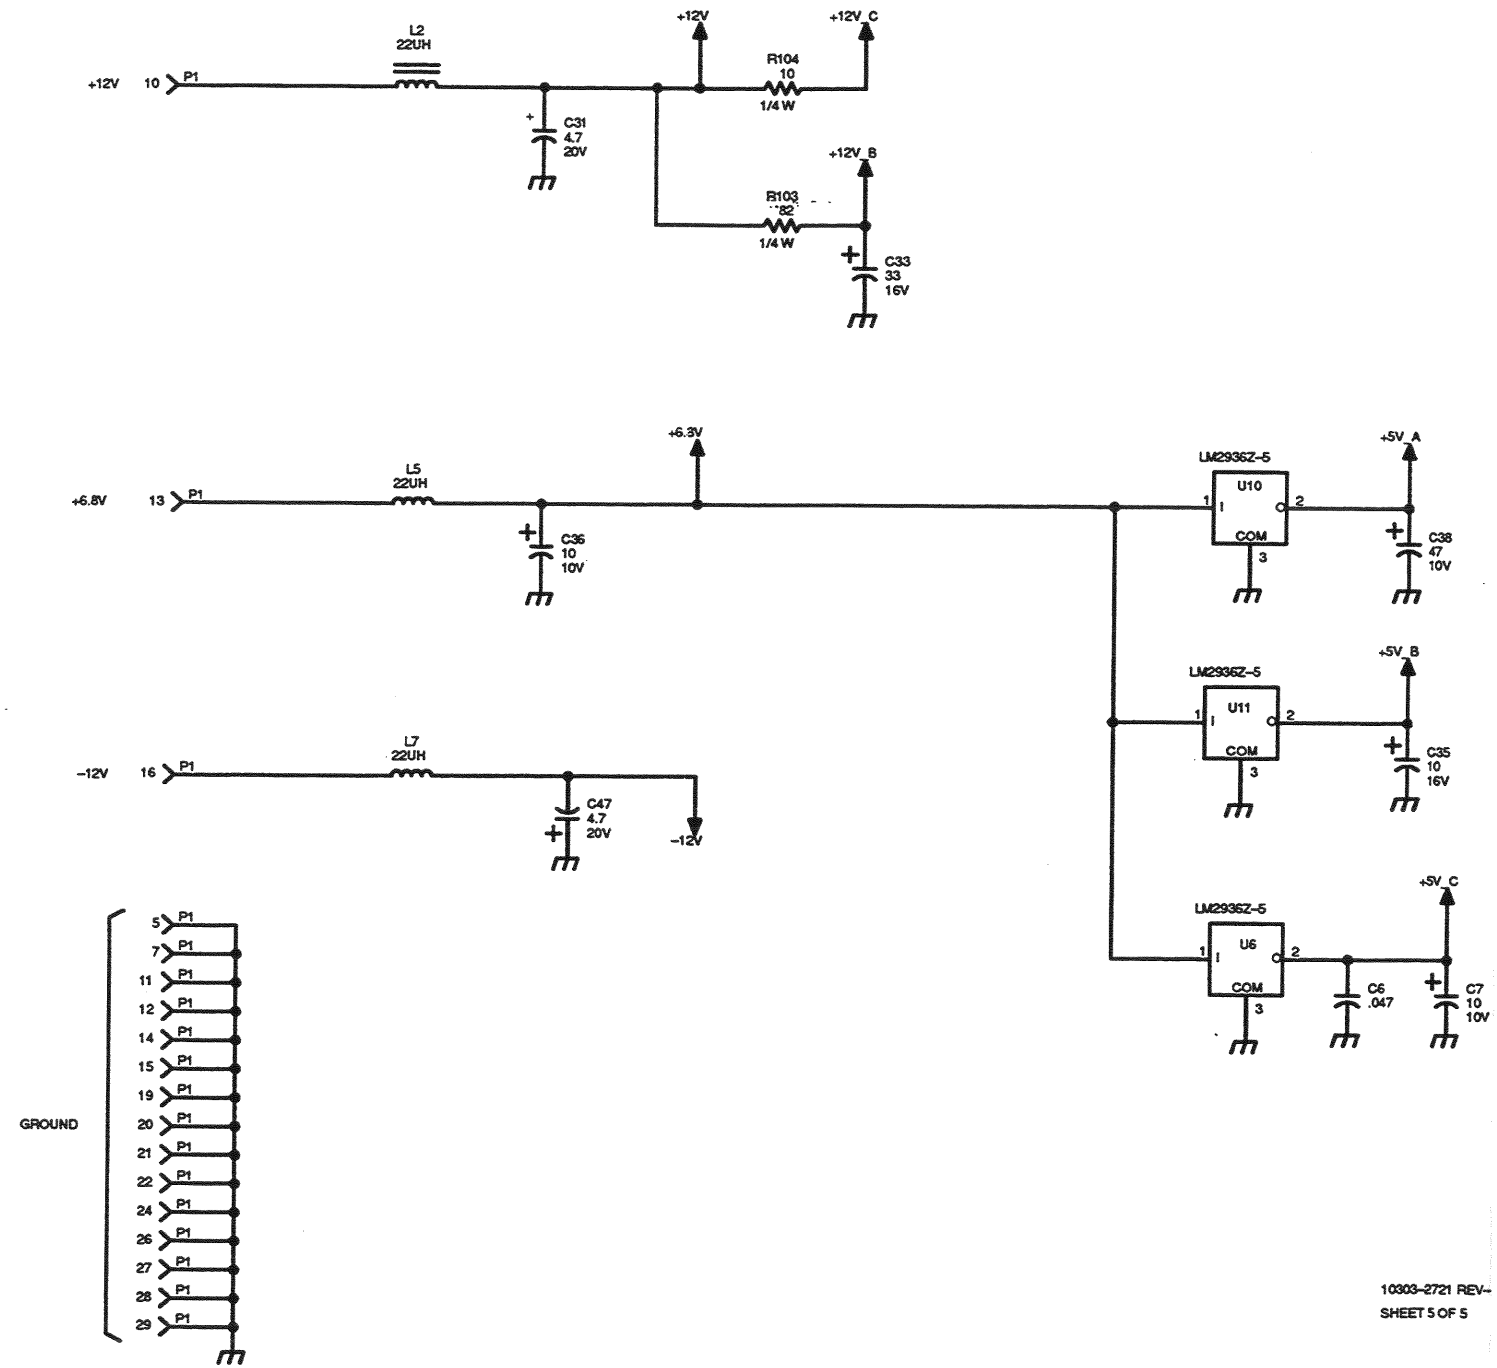 +12V 10 P1
L2
22UH
+
C31
4.7
20V
+12V
R104
10
1/4 W
+12V_C
R103
82
1/4 W
+12V_B
+
C33
33
16V
+6.8V 13 P1
L5
22UH
+
C36
10
10V
+6.8V
LM2936Z-5
U10
1 I
2
COM
3
+5V_A
+
C38
47
10V
LM2936Z-5
U11
1 I
2
COM
3
+5V_B
+
C35
10
16V
-12V 16 P1
L7
22UH
C47
4.7
20V
+
-12V
LM2936Z-5
U6
1 I
2
COM
3
C6
.047
+5V_C
+
C7
10
10V
GROUND
5 P1
7 P1
11 P1
12 P1
14 P1
15 P1
19 P1
20 P1
21 P1
22 P1
24 P1
26 P1
27 P1
28 P1
29 P1
10303-2721 REV-
SHEET 5 OF 5